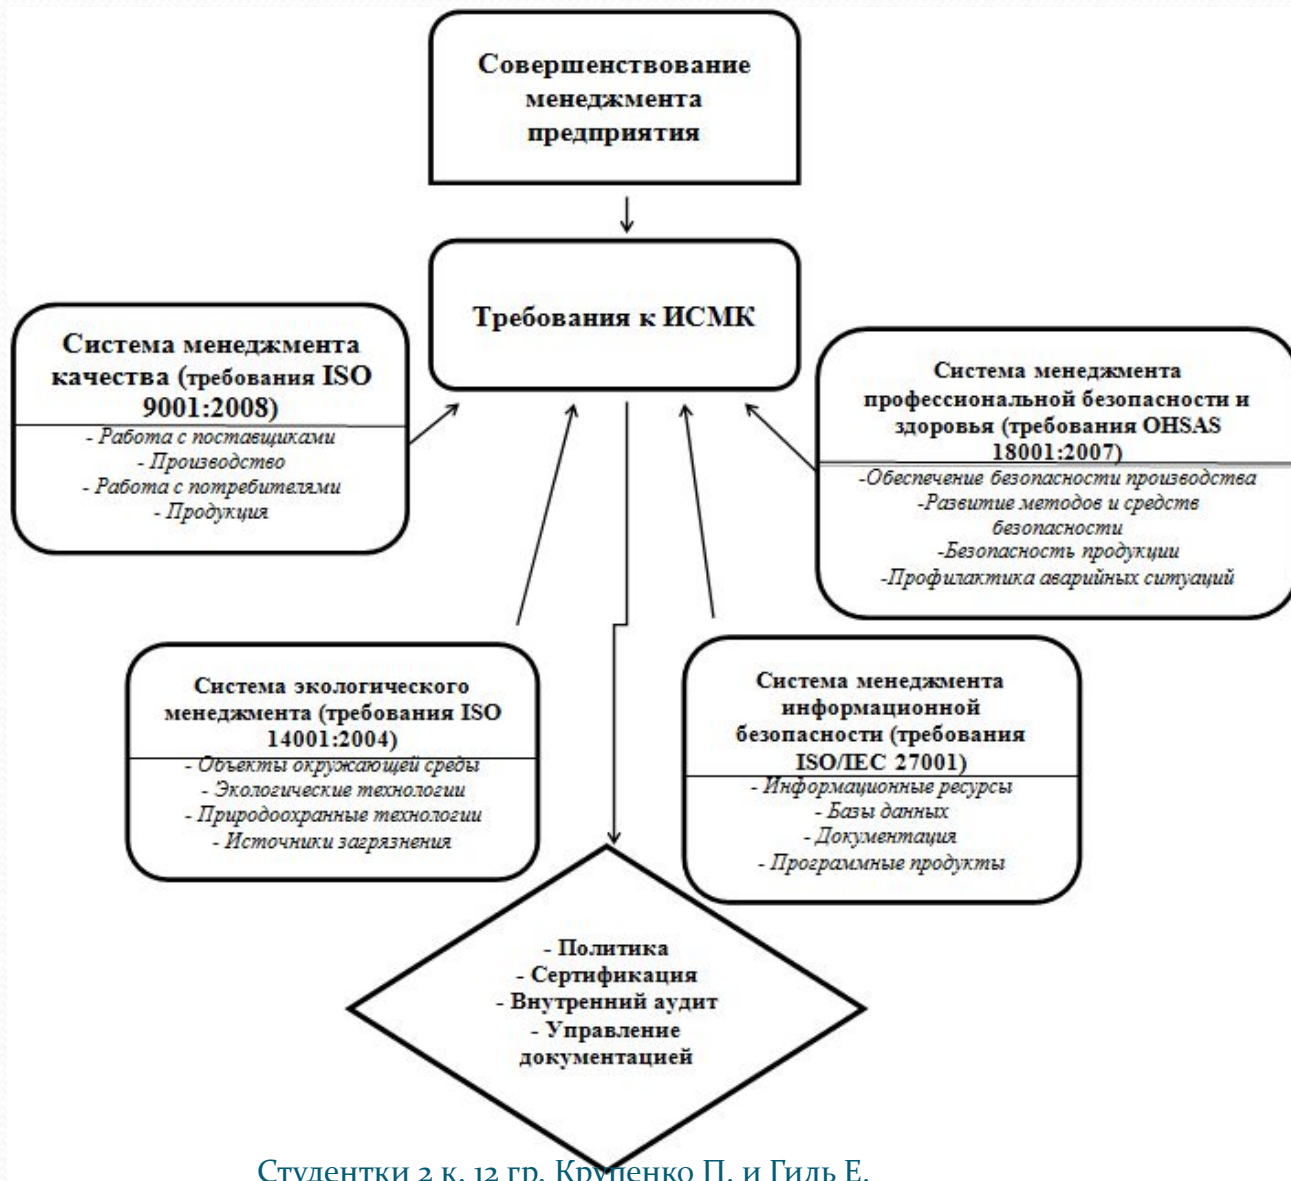 Совершенствование
менеджмента
предприятия
Требования к ИСМК
Система менеджмента
качества (требования ISO
9001:2008)
- Работа с поставщиками
- Производство
- Работа с потребителями
- Продукция
Система менеджмента
профессиональной безопасности и
здоровья (требования OHSAS
18001:2007)
-Обеспечение безопасности производства
-Развитие методов и средств
безопасности
-Безопасность продукции
-Профилактика аварийных ситуаций
Система экологического
менеджмента (требования ISO
14001:2004)
- Объекты окружающей среды
- Экологические технологии
- Природоохранные технологии
- Источники загрязнения
Система менеджмента
информационной
безопасности (требования
ISO/IEC 27001)
- Информационные ресурсы
- Базы данных
- Документация
- Программные продукты
- Политика
- Сертификация
- Внутренний аудит
- Управление
документацией
Студентки 2 к. 12 гр. Крупенко П. и Гиль Е.